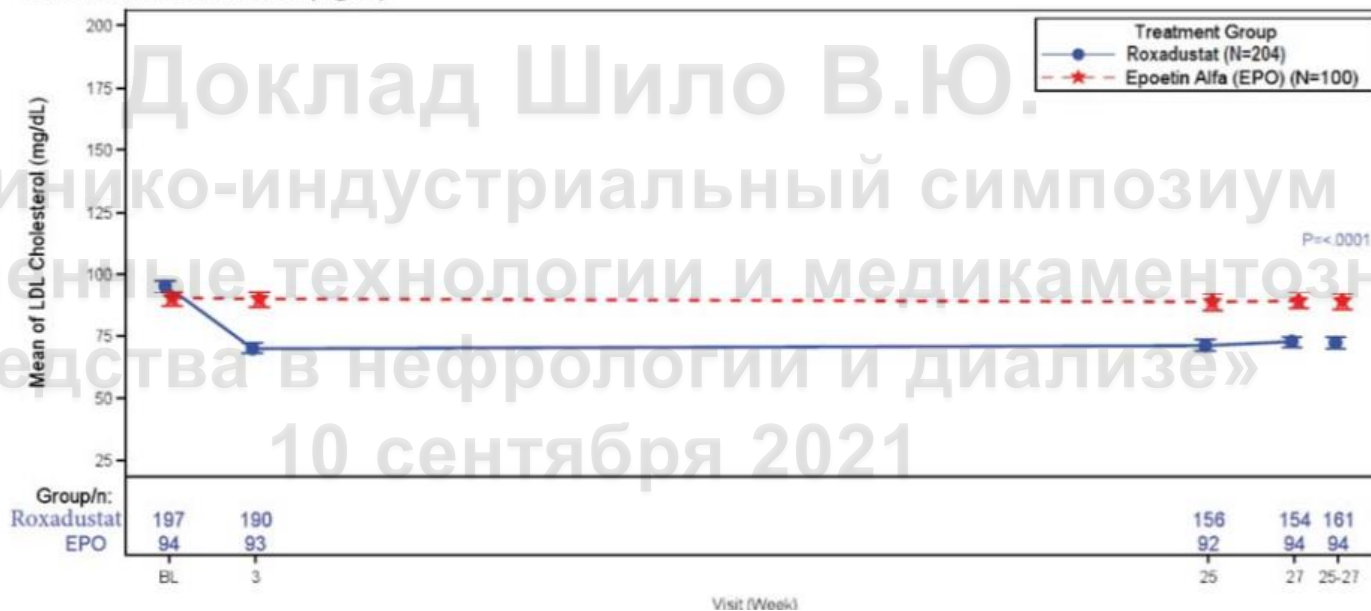 200
Treatment Group
Roxadustat (N=204)
Epoetin Alfa (EPO) (N=100)
175
150
125
100
75
50
25
Mean of LDL Cholesterol (mg/dL)
P=<.0001
Доклад Шило В.Ю.
нико-индустриальный симпозиум
енные технологии и медикаментозн
едства в нефрологии и диализе»
10 сентября 2021
Group/n:
Roxadustat 197 190 156 154 161
EPO 94 93 92 94 94
BL 3 25 27 25-27
Visit (Week)